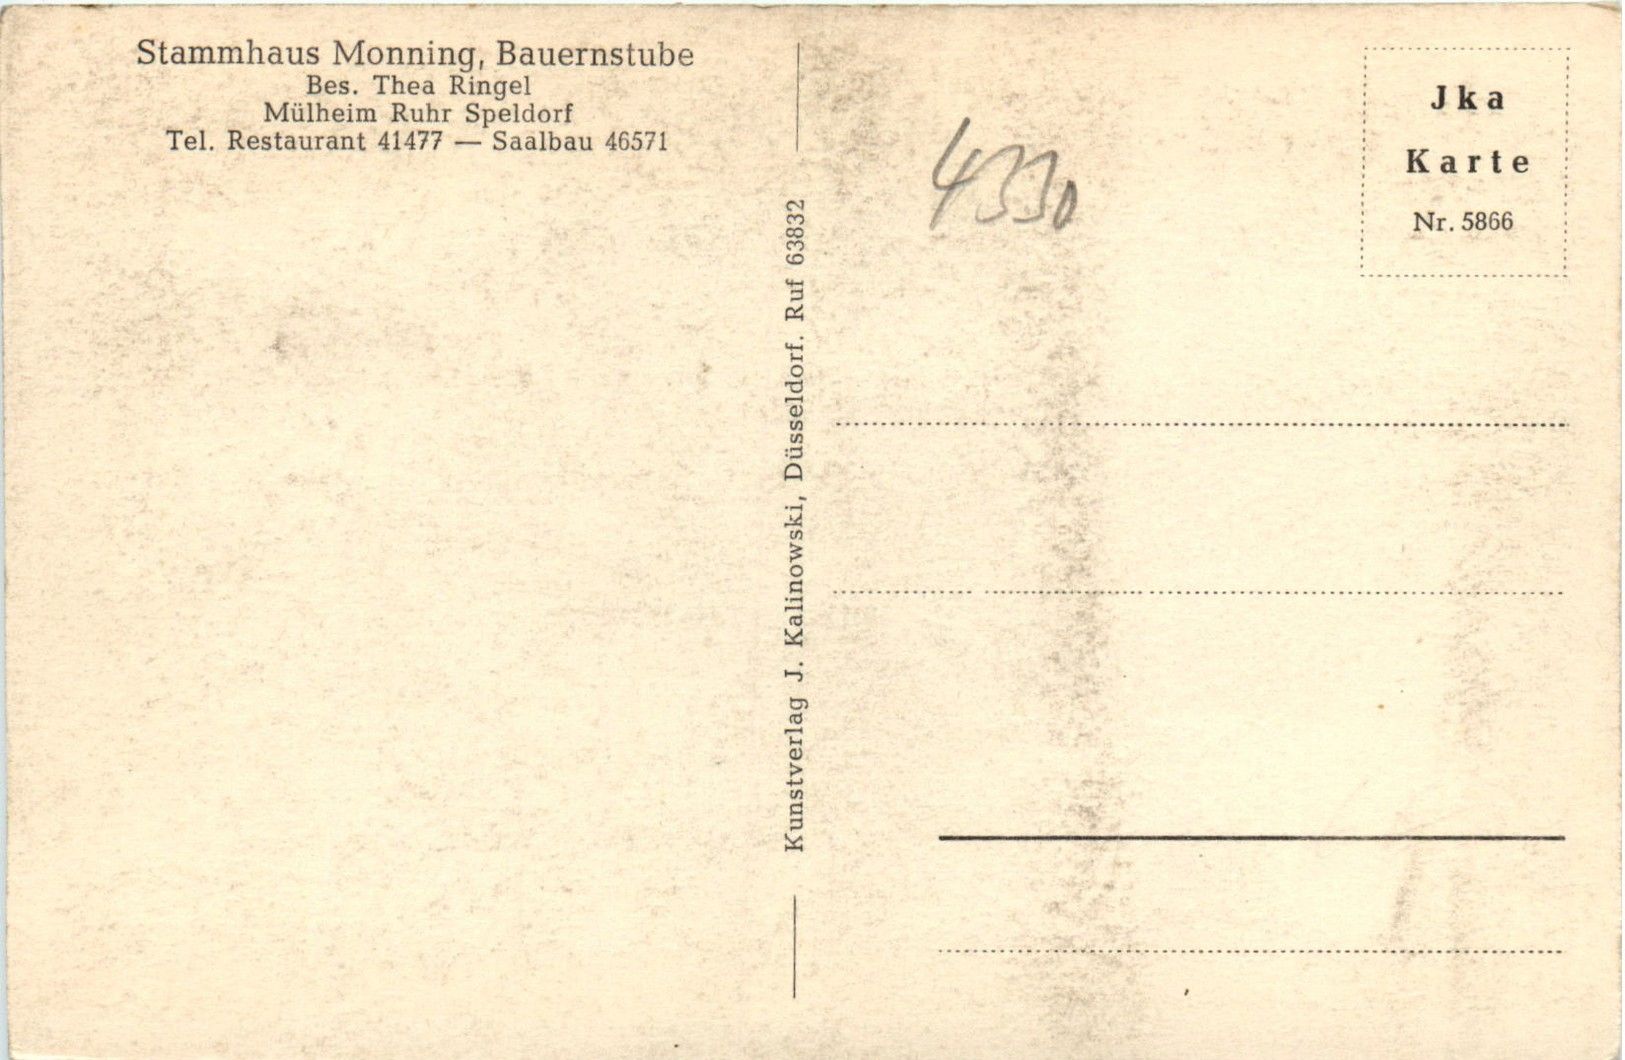 Stammhaus Monning, Bauernstube
Bes. Thea Ringel
Mülheim Ruhr Speldorf
Tel. Restaurant 41477 — Saalbau 46571
Kunstverlag J. Kalinowski, Düsseldorf. Ruf 63832
4330
Jka
Karte
Nr. 5866